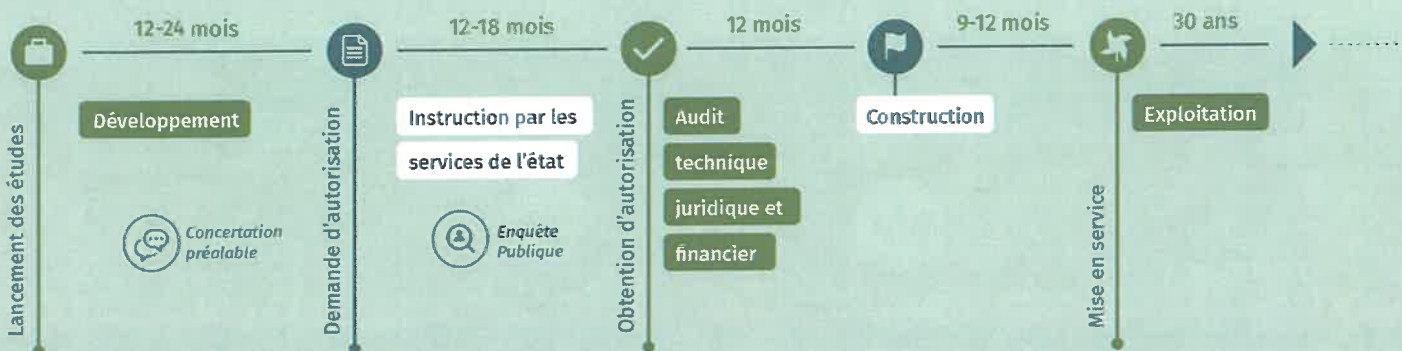 12-24 mois
12-18 mois
12 mois
9-12 mois
30 ans
Lancement des études
Développement
Concertation
préalable
Demande d'autorisation
Instruction par les
services de l'état
Enquête
Publique
Obtention d'autorisation
Audit
technique
juridique et
financier
Construction
Mise en service
Exploitation